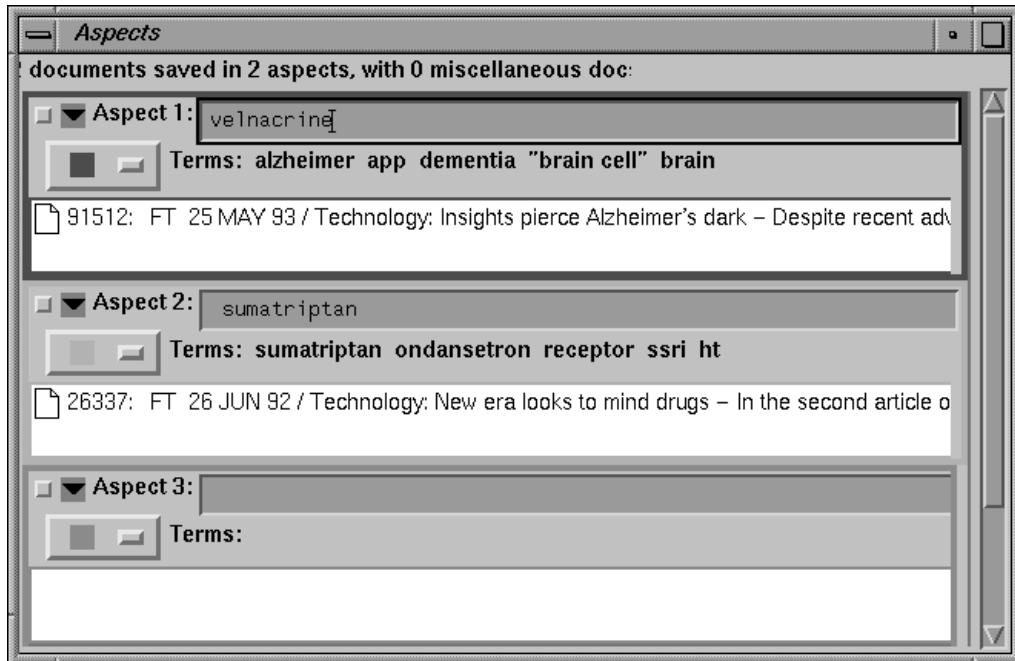 Aspects
documents saved in 2 aspects, with 0 miscellaneous doc
Aspect 1: velnacrine
Terms: alzheimer app dementia "brain cell" brain
91512: FT 25 MAY 93 / Technology: Insights pierce Alzheimer's dark – Despite recent adv
Aspect 2: sumatriptan
Terms: sumatriptan ondansetron receptor ssri ht
26337: FT 26 JUN 92 / Technology: New era looks to mind drugs – In the second article o
Aspect 3:
Terms: